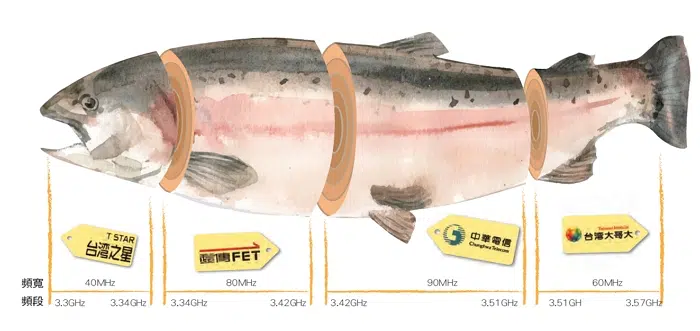 T STAR
台灣之星
遠傳FET
中華電信
Chunghwa Telecom
Taiwan Mobile
台灣大哥大
頻寬 40MHz 80MHz 90MHz 60MHz
頻段 3.3GHz 3.34GHz 3.34GHz 3.42GHz 3.42GHz 3.51GHz 3.51GH 3.57GHz